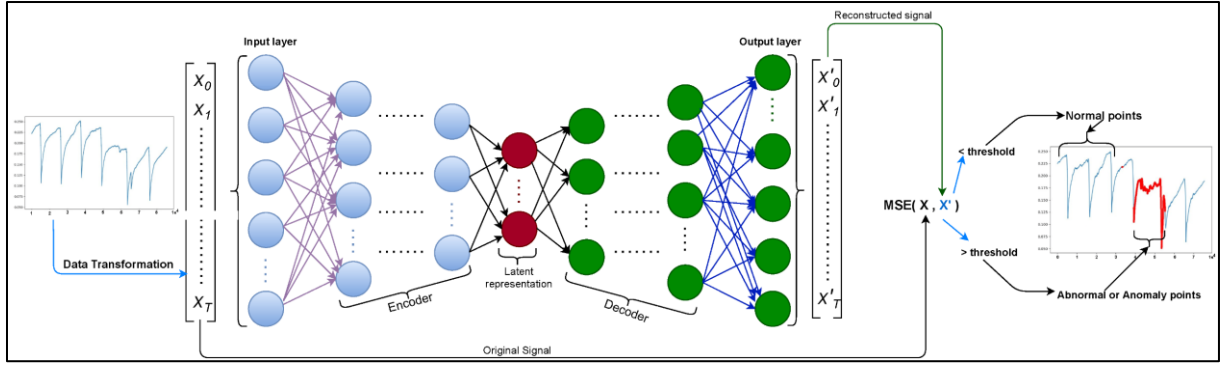 Reconstructed signal
Input layer
Output layer
X0
X1
XT
X'0
X'1
X'T
Data Transformation
Encoder
Latent
representation
Decoder
Original Signal
MSE( X , X' )
< threshold
> threshold
Normal points
Abnormal or Anomaly points